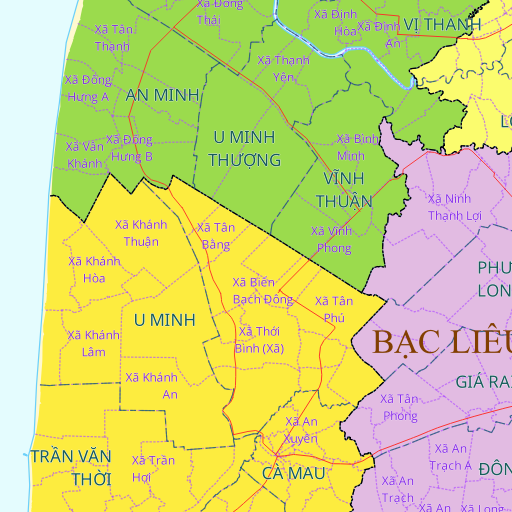 Xã Đông
Thái
Xã Định
Hòa
Xã Định
An
VỊ THANH
Xã Tân
Thạnh
Xã Thạnh
Yên
Xã Đông
Hưng A
AN MINH
U MINH
THƯỢNG
Xã Đông
Hưng B
Xã Vân
Khánh
Xã Bình
Minh
VĨNH
THUẬN
Xã Ninh
Thạnh Lợi
Xã Vĩnh
Phong
Xã Khánh
Thuận
Xã Tân
Bằng
Xã Khánh
Hòa
PHƯ
LON
Xã Biển
Bạch Đông
Xã Tân
Phú
U MINH
Xã Thới
Bình (Xã)
Xã Khánh
Lâm
BẠC LIÊU
GIÁ RAI
Xã Khánh
An
Xã Tân
Phong
Xã An
Xuyên
TRẦN VĂN
THỜI
Xã Trần
Hợi
CÀ MAU
Xã An
Trạch A
ĐÔN
Xã An
Trạch
Xã An
Xã Long